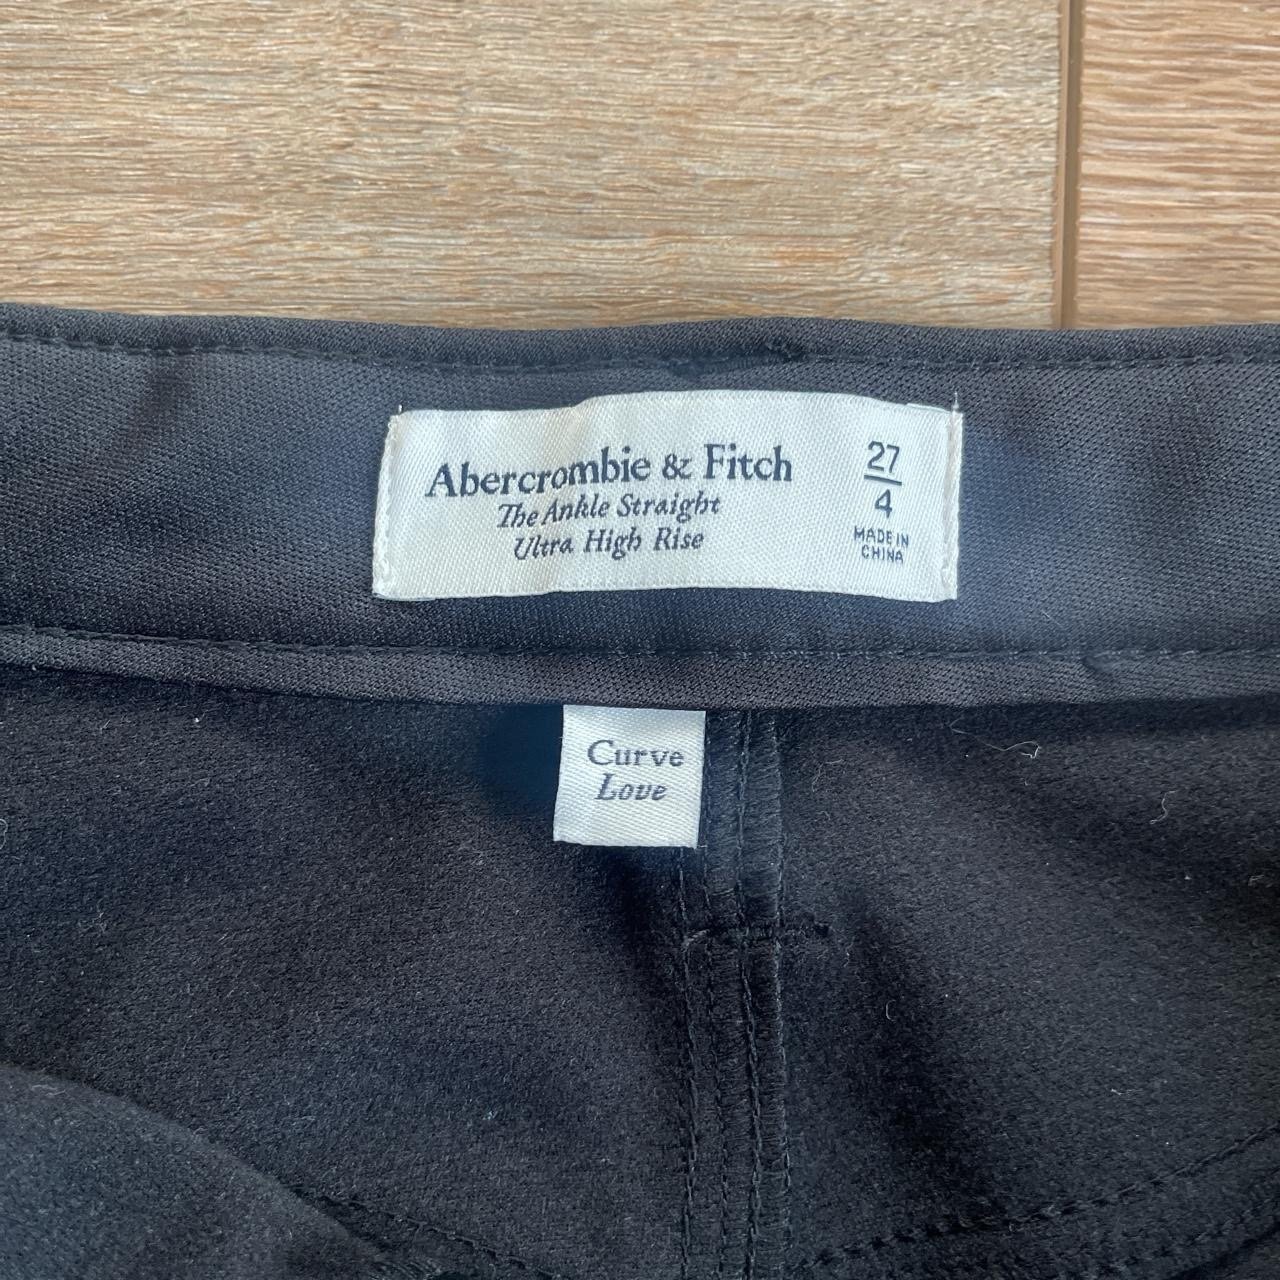 Abercrombie & Fitch
The Ankle Straight
Ultra High Rise
27
4
MADE IN
CHINA
Curve
Love